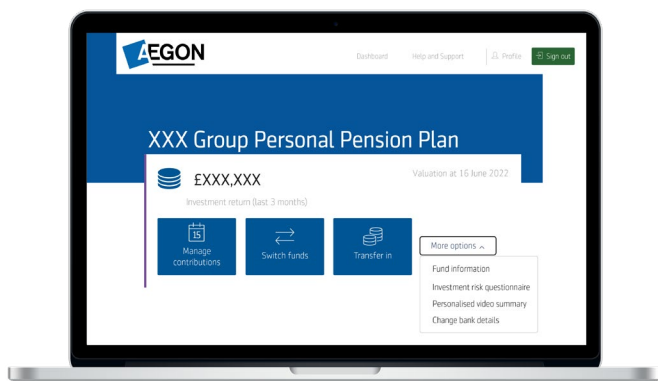 AEGON
Dashboard
Help and Support
Profile
Sign out
XXX Group Personal Pension Plan
£XXX,XXX
Valuation at 16 June 2022
Investment return (last 3 months)
15
Manage
contributions
Switch funds
Transfer in
More options
Fund information
Investment risk questionnaire
Personalised video summary
Change bank details